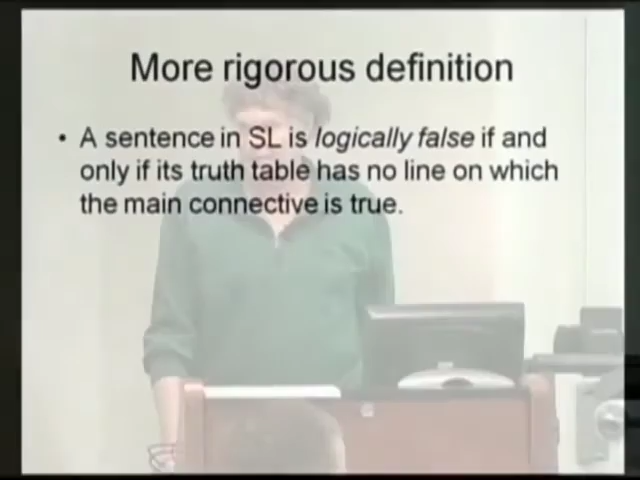 More rigorous definition
• A sentence in SL is logically false if and
only if its truth table has no line on which
the main connective is true.